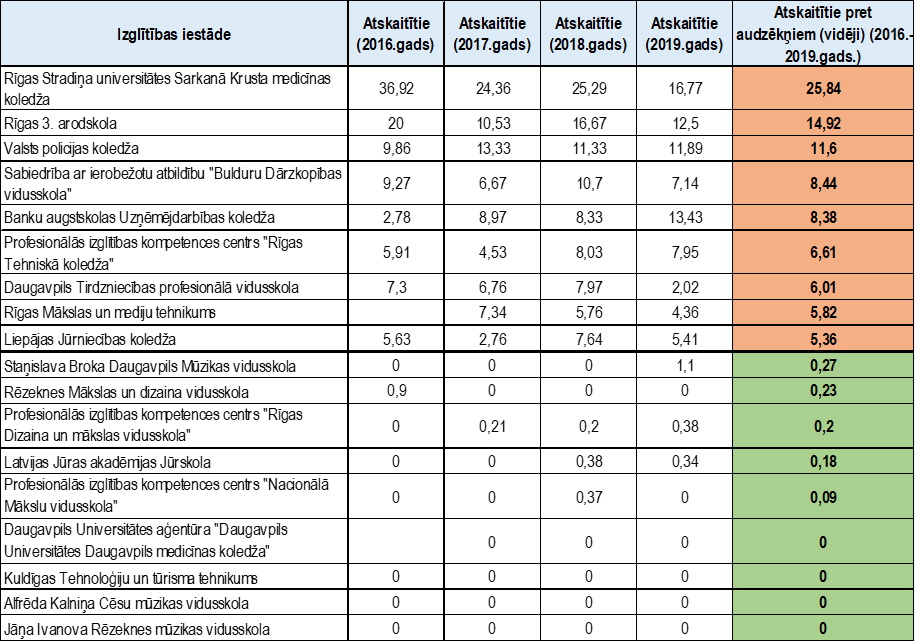 Izglītības iestāde
Atskaitītie
(2016.gads)
Atskaitītie
(2017.gads)
Atskaitītie
(2018.gads)
Atskaitītie
(2019.gads)
Atskaitītie pret
audzēkņiem (vidēji) (2016.-
2019.gads.)
Rīgas Stradiņa universitātes Sarkanā Krusta medicīnas
koledža
36,92 24,36 25,29 16,77 25,84
Rīgas 3. arodskola 20 10,53 16,67 12,5 14,92
Valsts policijas koledža 9,86 13,33 11,33 11,89 11,6
Sabiedrība ar ierobežotu atbildību "Bulduru Dārzkopības
vidusskola"
9,27 6,67 10,7 7,14 8,44
Banku augstskolas Uzņēmējdarbības koledža 2,78 8,97 8,33 13,43 8,38
Profesionālās izglītības kompetences centrs "Rīgas
Tehniskā koledža"
5,91 4,53 8,03 7,95 6,61
Daugavpils Tirdzniecības profesionālā vidusskola 7,3 6,76 7,97 2,02 6,01
Rīgas Mākslas un mediju tehnikums 7,34 5,76 4,36 5,82
Liepājas Jūrniecības koledža 5,63 2,76 7,64 5,41 5,36
Staņislava Broka Daugavpils Mūzikas vidusskola 0 0 0 1,1 0,27
Rēzeknes Mākslas un dizaina vidusskola 0,9 0 0 0 0,23
Profesionālās izglītības kompetences centrs "Rīgas
Dizaina un mākslas vidusskola"
0 0,21 0,2 0,38 0,2
Latvijas Jūras akadēmijas Jūrskola 0 0 0,38 0,34 0,18
Profesionālās izglītības kompetences centrs "Nacionālā
Mākslu vidusskola"
0 0 0,37 0 0,09
Daugavpils Universitātes aģentūra "Daugavpils
Universitātes Daugavpils medicīnas koledža"
0 0 0 0
Kuldīgas Tehnoloģiju un tūrisma tehnikums 0 0 0 0 0
Alfrēda Kalniņa Cēsu mūzikas vidusskola 0 0 0 0 0
Jāņa Ivanova Rēzeknes mūzikas vidusskola 0 0 0 0 0